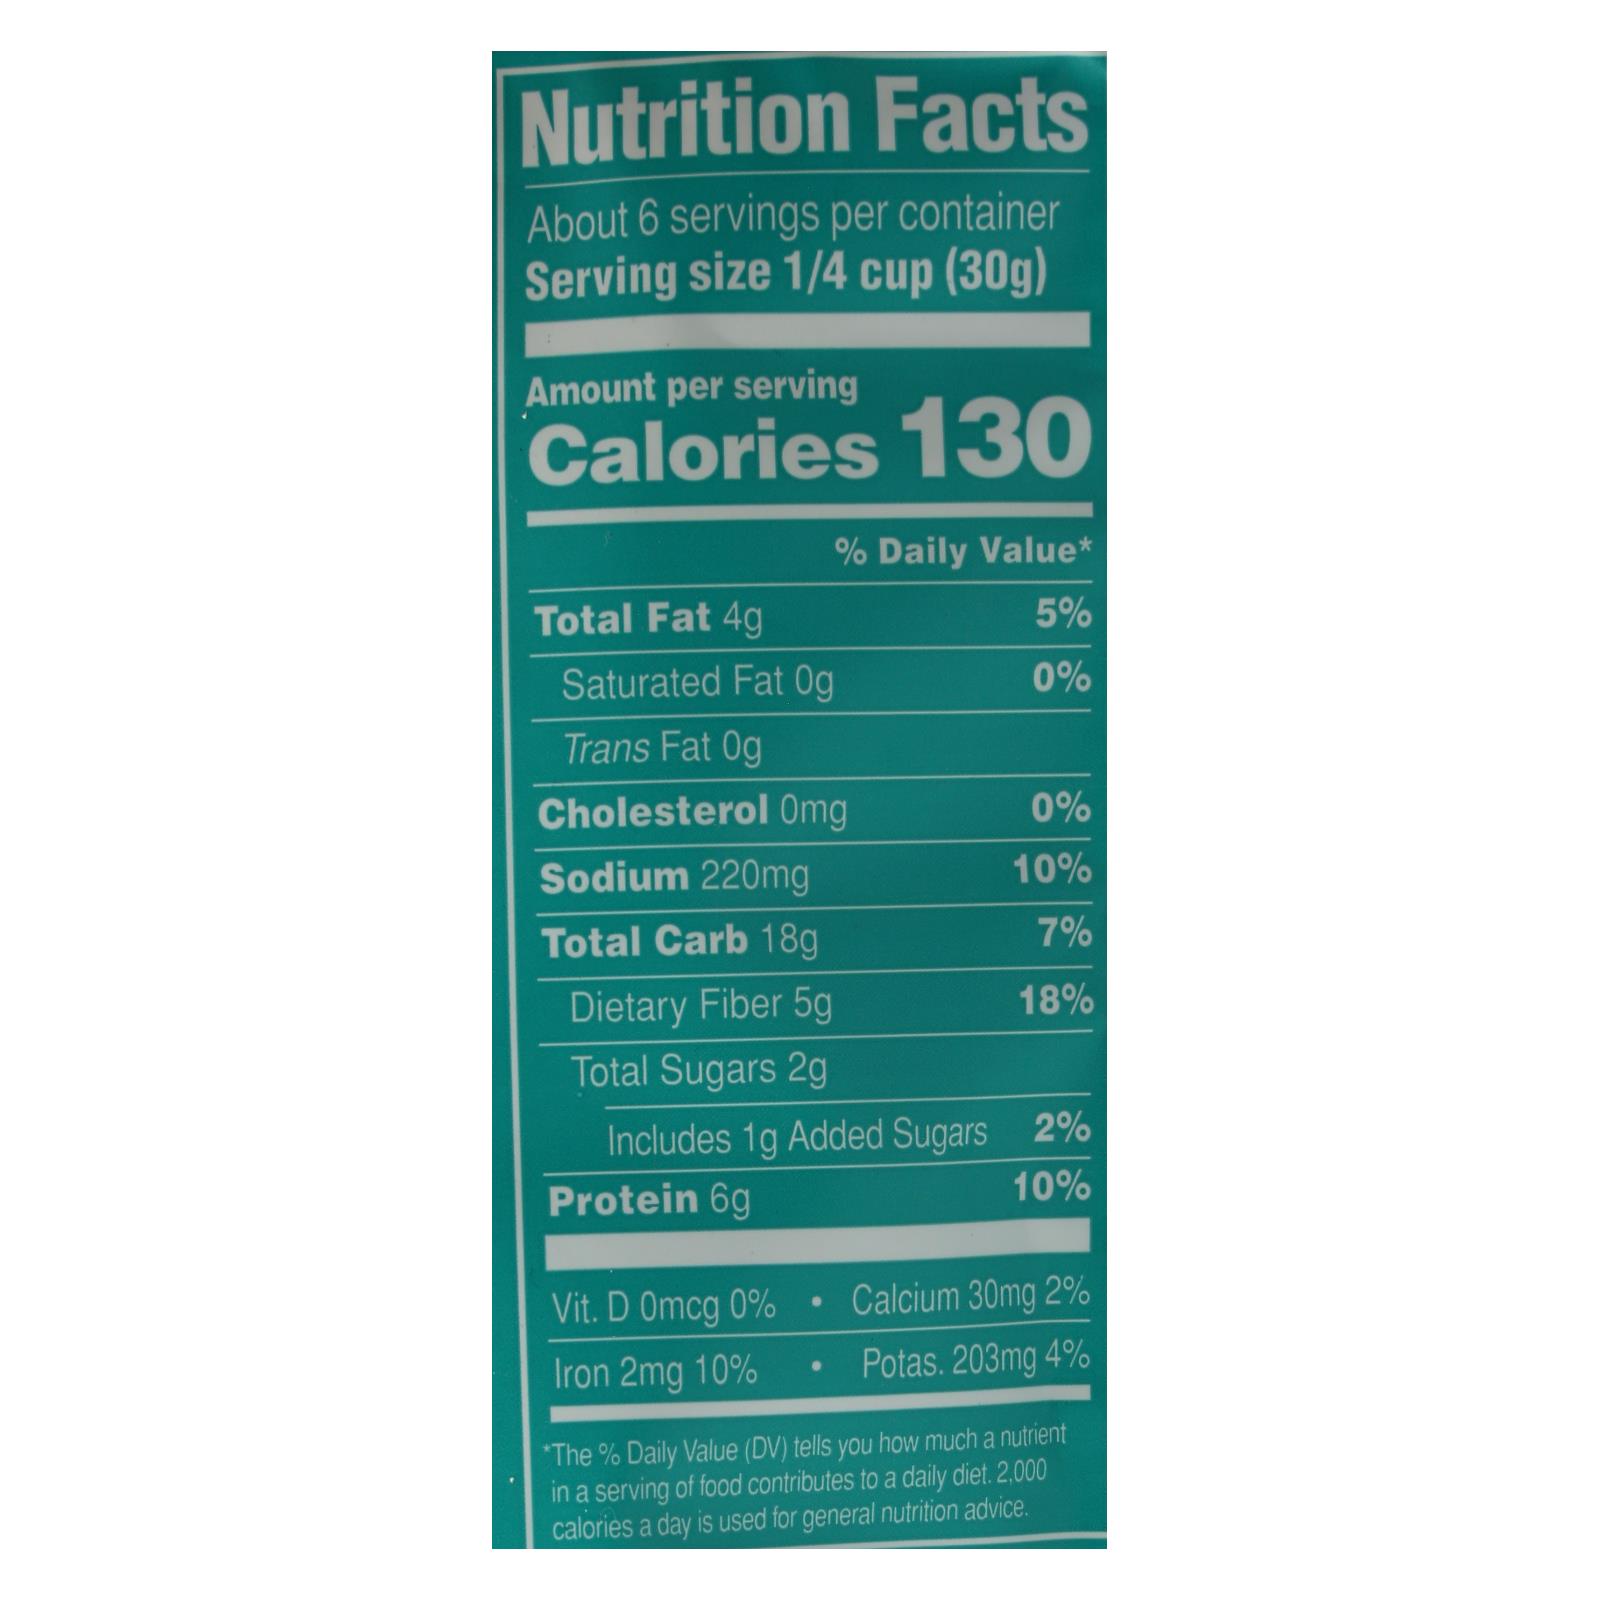 Nutrition Facts
About 6 servings per container
Serving size 1/4 cup (30g)
Amount per serving
Calories 130
% Daily Value*
Total Fat 4g 5%
Saturated Fat 0g 0%
Trans Fat 0g
Cholesterol 0mg 0%
Sodium 220mg 10%
Total Carb 18g 7%
Dietary Fiber 5g 18%
Total Sugars 2g
Includes 1g Added Sugars 2%
Protein 6g 10%
Vit. D 0mcg 0% • Calcium 30mg 2%
Iron 2mg 10% • Potas. 203mg 4%
*The % Daily Value (DV) tells you how much a nutrient
in a serving of food contributes to a daily diet. 2,000
calories a day is used for general nutrition advice.